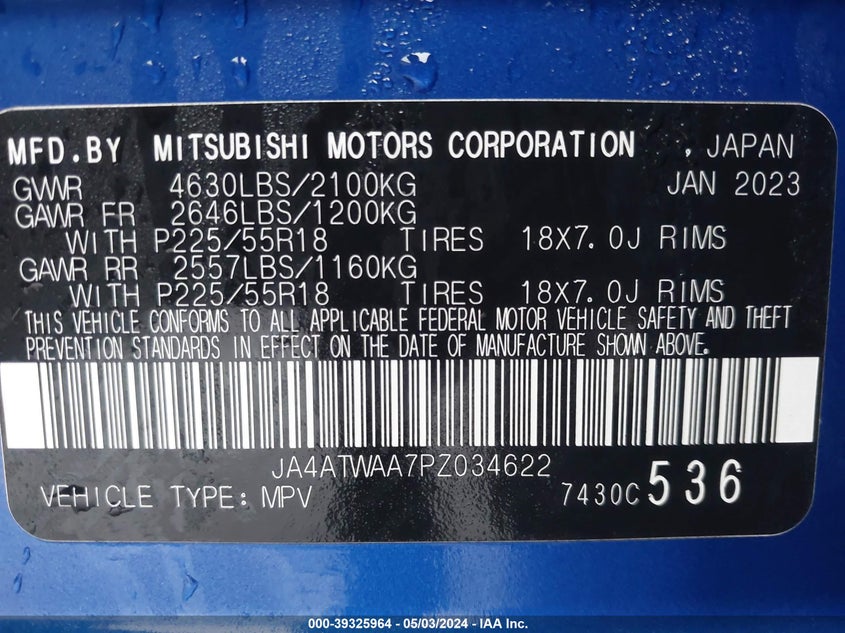 MFD.BY MITSUBISHI MOTORS CORPORATION , JAPAN
GVWR 4630LBS/2100KG JAN 2023
GAWR FR 2646LBS/1200KG
WITH P225/55R18 TIRES 18X7.0J RIMS
GAWR RR 2557LBS/1160KG
WITH P225/55R18 TIRES 18X7.0J RIMS
THIS VEHICLE CONFORMS TO ALL APPLICABLE FEDERAL MOTOR VEHICLE SAFETY AND THEFT
PREVENTION STANDARDS IN EFFECT ON THE DATE OF MANUFACTURE SHOWN ABOVE.
JA4ATWAA7PZ034622
VEHICLE TYPE: MPV 7430C 536
000-39325964 - 05/03/2024 - IAA Inc.